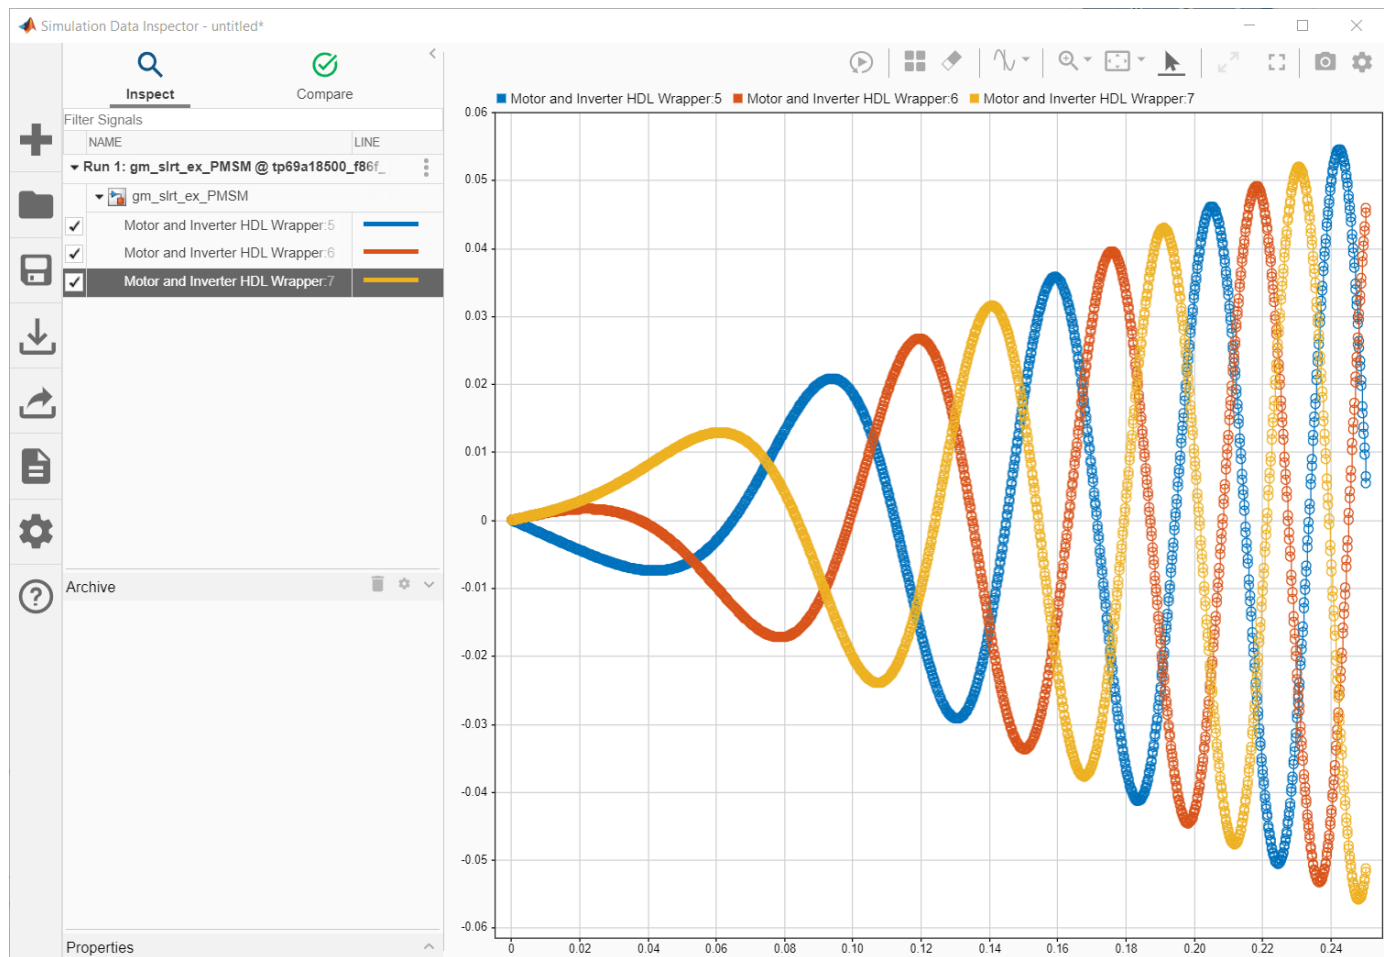 Simulation Data Inspector - untitled*
Inspect
Compare
Filter Signals
NAME LINE
Run 1: gm_slrt_ex_PMSM @ tp69a18500_f86f_
gm_slrt_ex_PMSM
Motor and Inverter HDL Wrapper:5
Motor and Inverter HDL Wrapper:6
Motor and Inverter HDL Wrapper:7
Archive
Properties
Motor and Inverter HDL Wrapper:5 Motor and Inverter HDL Wrapper:6 Motor and Inverter HDL Wrapper:7
0.06
0.05
0.04
0.03
0.02
0.01
0
-0.01
-0.02
-0.03
-0.04
-0.05
-0.06
0 0.02 0.04 0.06 0.08 0.10 0.12 0.14 0.16 0.18 0.20 0.22 0.24